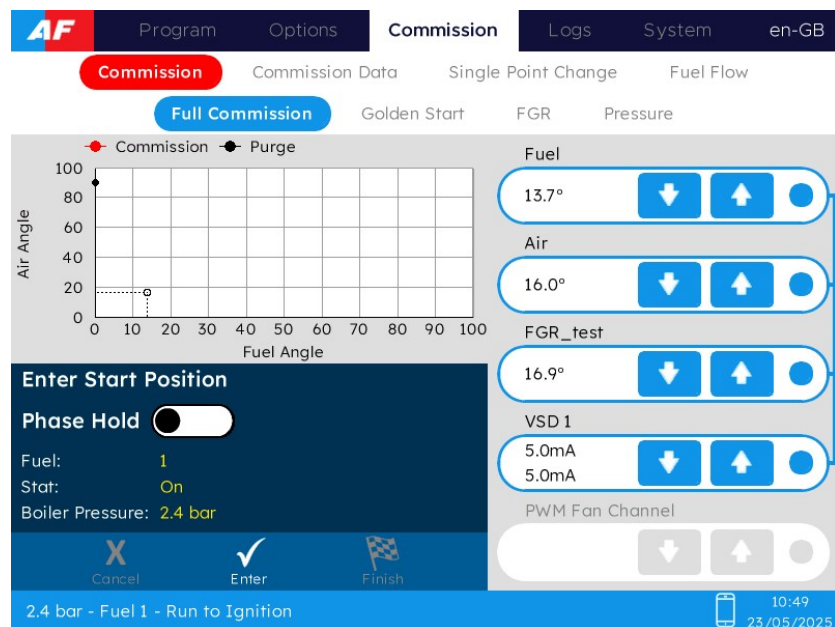 AF Program Options Commission Logs System en-GB
Commission Commission Data Single Point Change Fuel Flow
Full Commission Golden Start FGR Pressure
Commission Purge
100
80
60
40
20
0
Air Angle
0 10 20 30 40 50 60 70 80 90 100
Fuel Angle
Enter Start Position
Phase Hold
Fuel: 1
Stat: On
Boiler Pressure: 2.4 bar
Cancel Enter Finish
Fuel
13.7°
Air
16.0°
FGR_test
16.9°
VSD 1
5.0mA
5.0mA
PWM Fan Channel
2.4 bar - Fuel 1 - Run to Ignition
10:49
23/05/2025